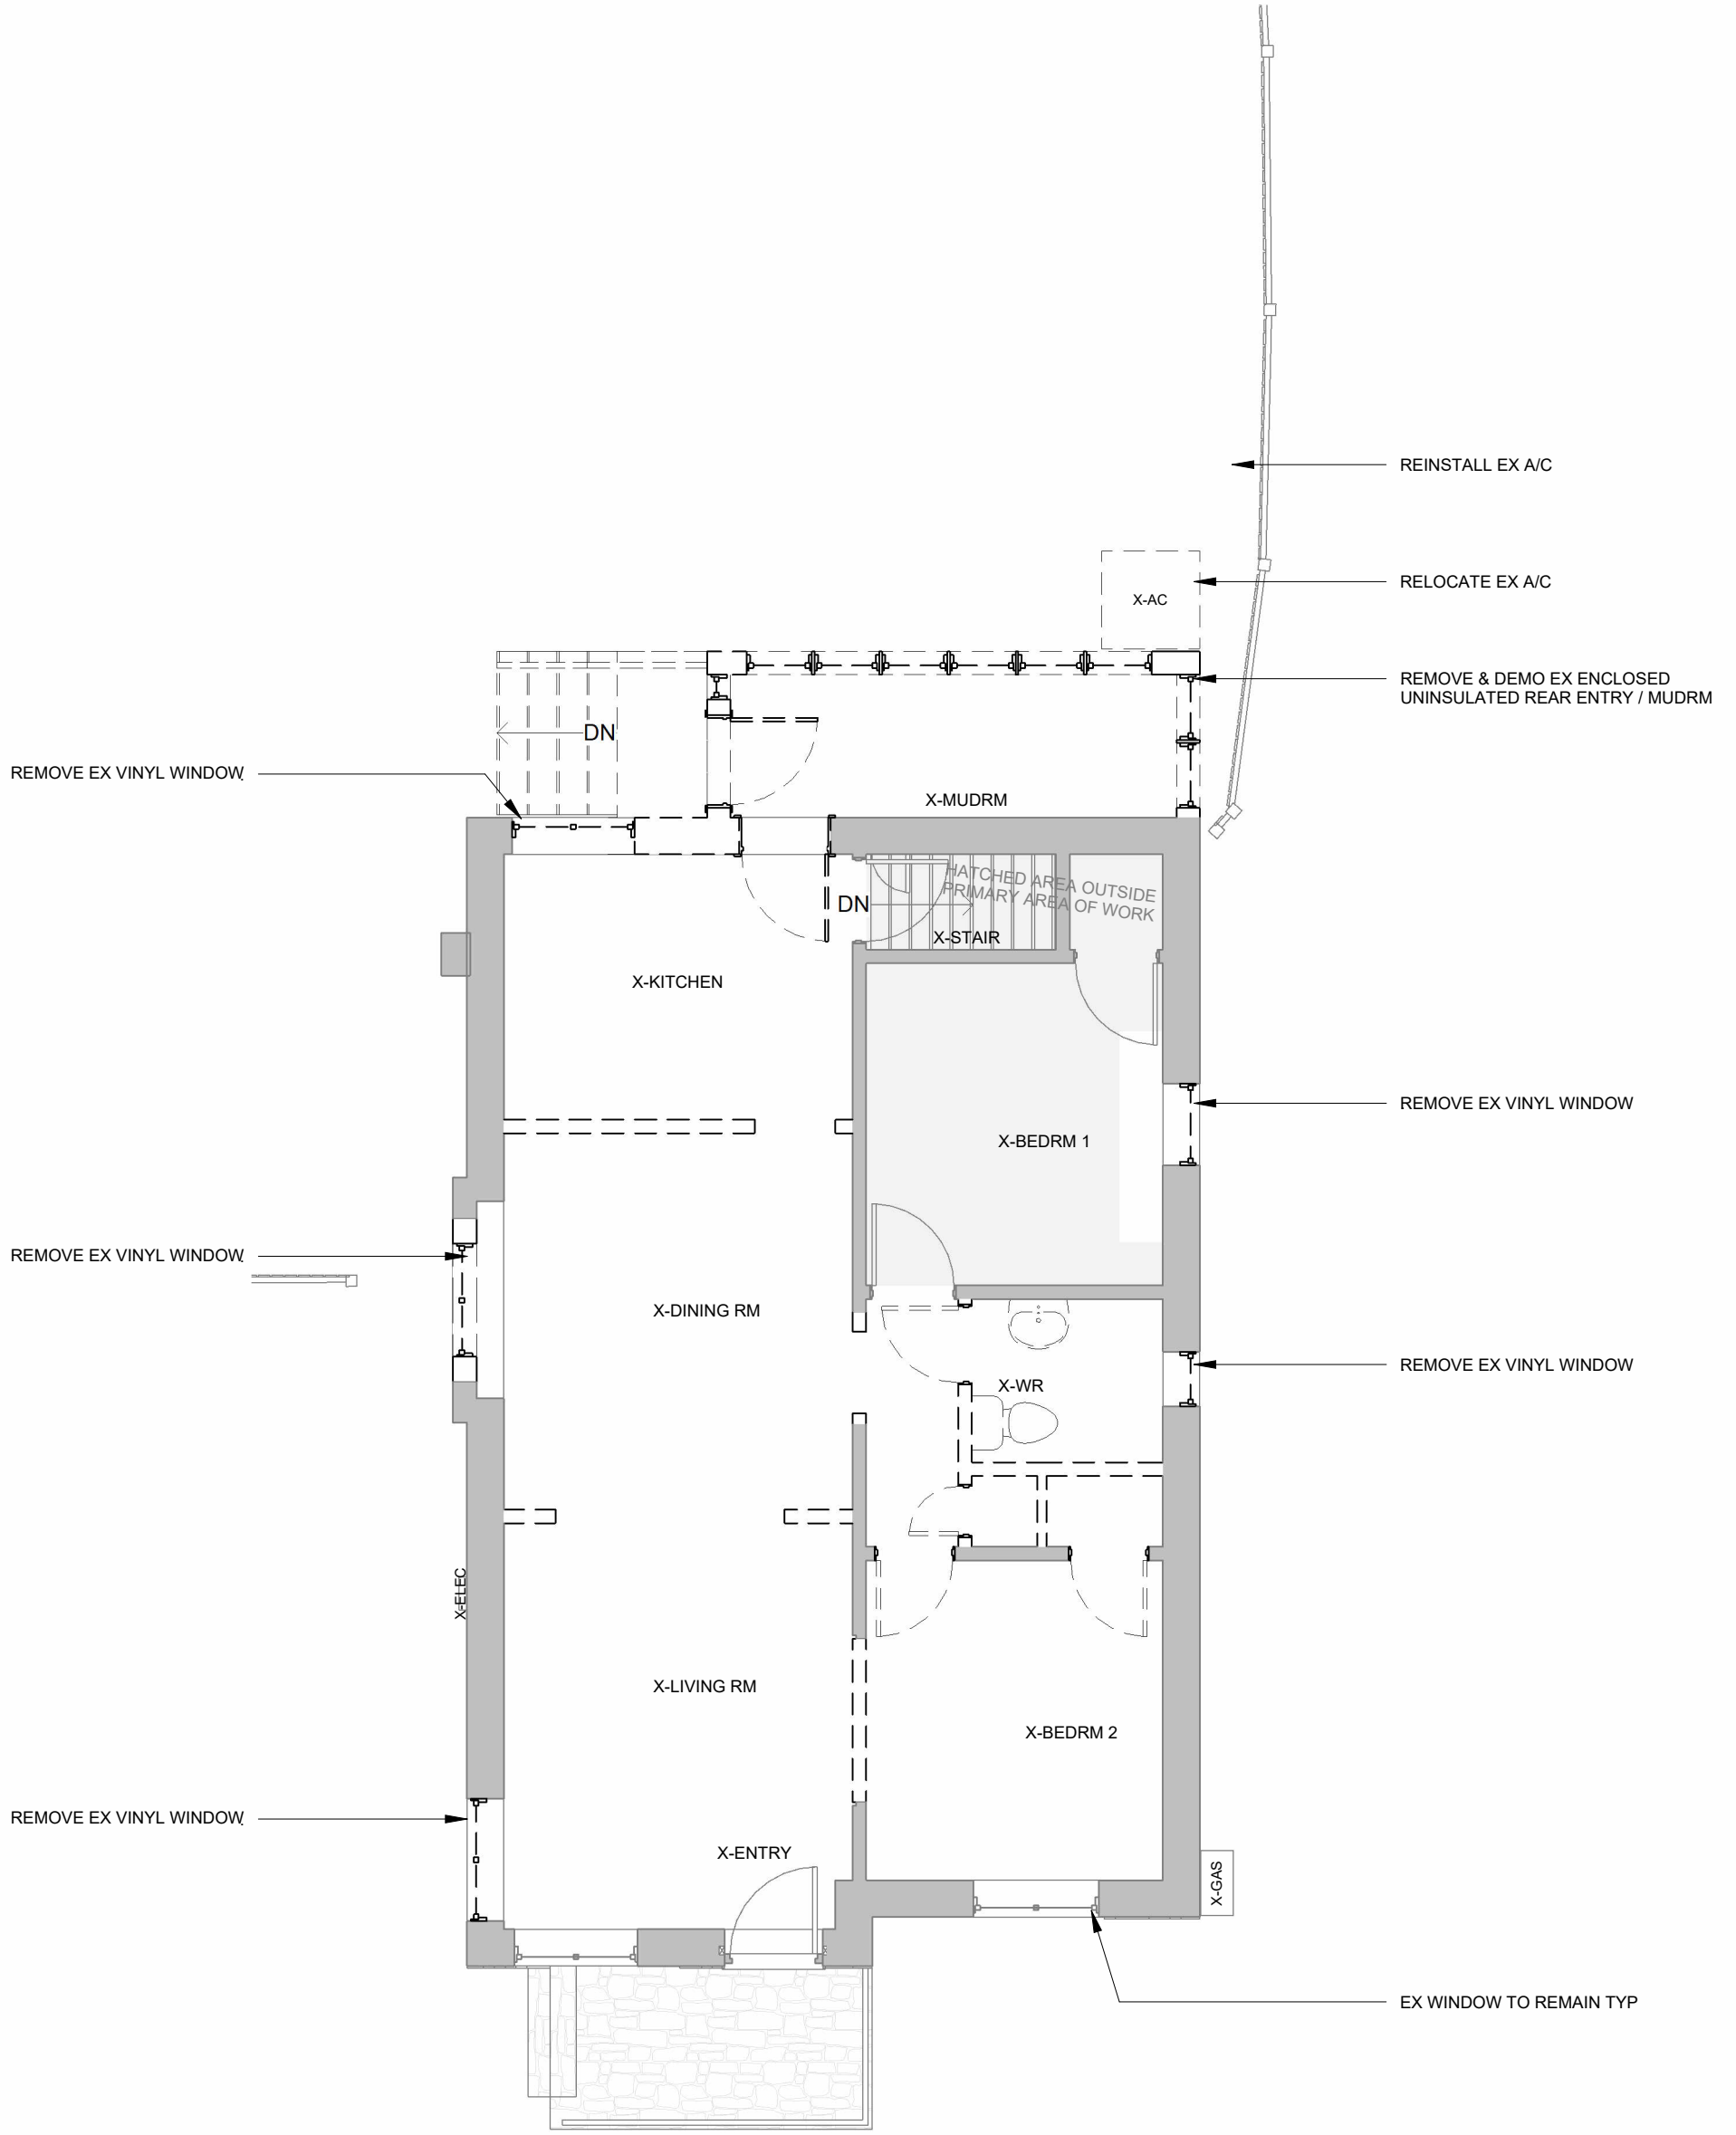 REINSTALL EX A/C
RELOCATE EX A/C
X-AC
REMOVE & DEMO EX ENCLOSED
UNINSULATED REAR ENTRY / MUDRM
DN
REMOVE EX VINYL WINDOW
X-MUDRM
HATCHED AREA OUTSIDE
PRIMARY AREA OF WORK
DN
X-STAIR
X-KITCHEN
REMOVE EX VINYL WINDOW
X-BEDRM 1
REMOVE EX VINYL WINDOW
X-DINING RM
REMOVE EX VINYL WINDOW
X-WR
X-ELEC
X-LIVING RM
X-BEDRM 2
REMOVE EX VINYL WINDOW
X-ENTRY
X-GAS
EX WINDOW TO REMAIN TYP